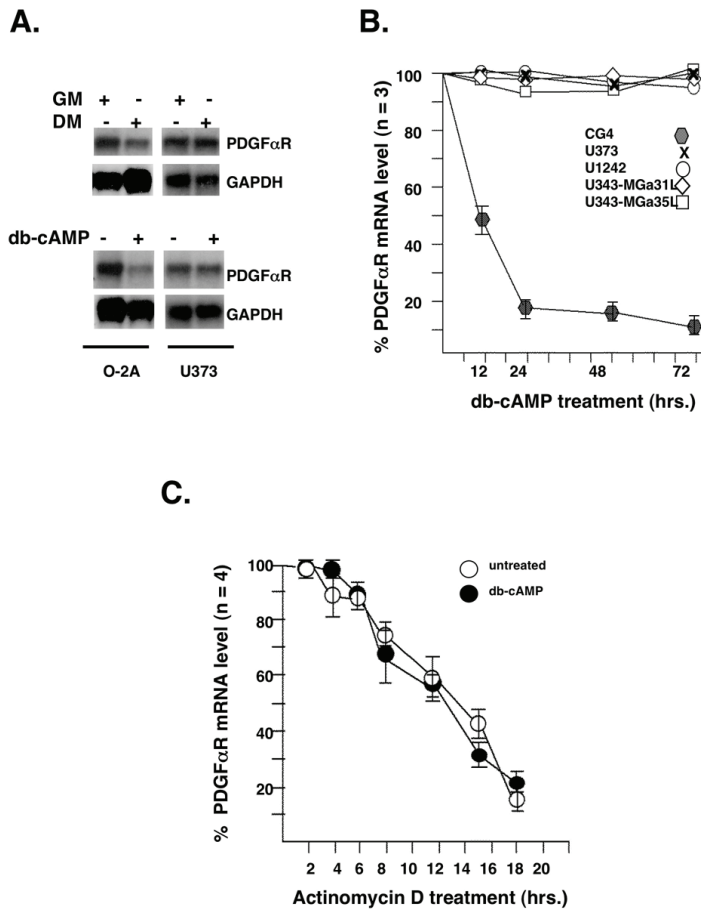 A.
GM + - + -
DM - + - +
PDGFαR
GAPDH
db-cAMP - + - +
PDGFαR
GAPDH
O-2A U373
B.
% PDGFαR mRNA level (n = 3)
100
80
60
40
20
CG4
U373
U1242
U343-MGa31L
U343-MGa35L
12 24 48 72
db-cAMP treatment (hrs.)
C.
% PDGFαR mRNA level (n = 4)
100
80
60
40
20
untreated
db-cAMP
2 4 6 8 10 12 14 16 18 20
Actinomycin D treatment (hrs.)